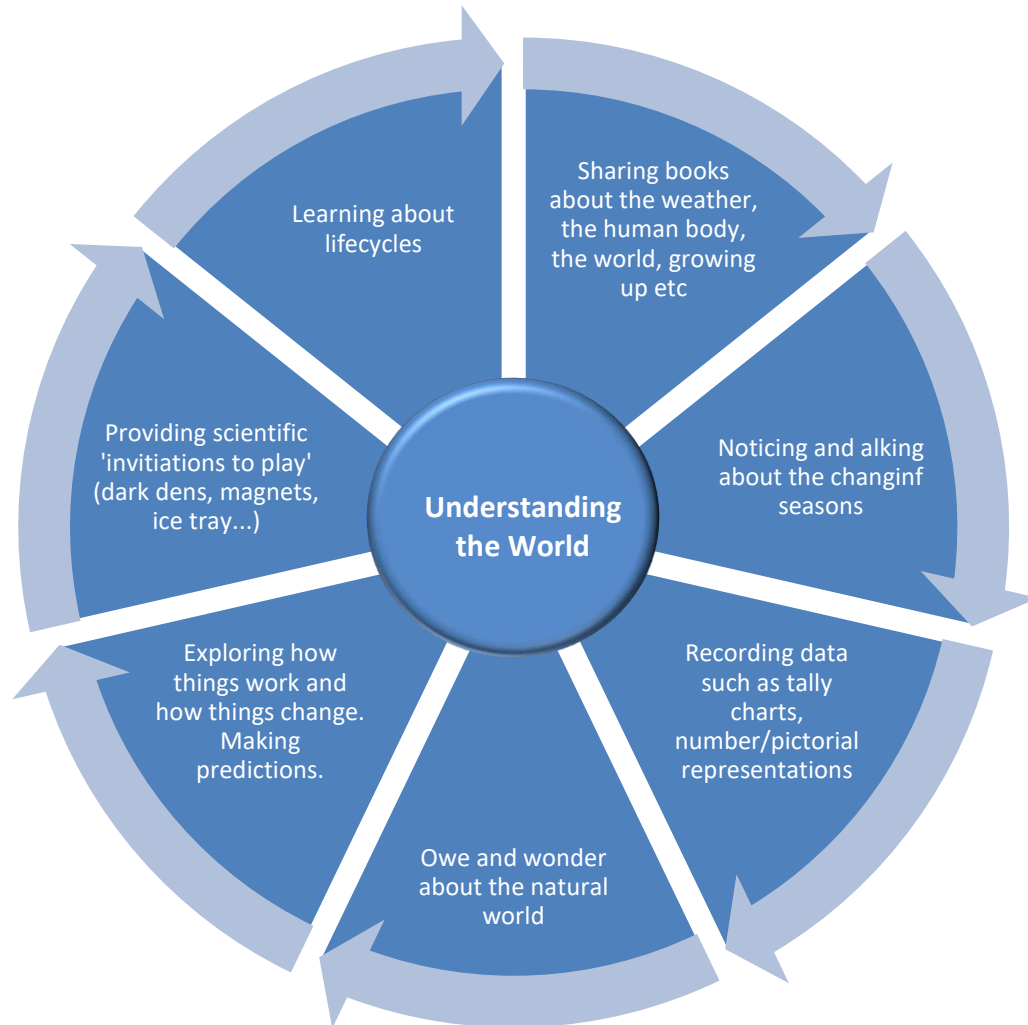 Sharing books
about the weather,
the human body,
the world, growing
up etc
Noticing and alking
about the changinf
seasons
Recording data
such as tally
charts,
number/pictorial
representations
Owe and wonder
about the natural
world
Exploring how
things work and
how things change.
Making
predictions.
Providing scientific
'invitiations to play'
(dark dens, magnets,
ice tray...)
Learning about
lifecycles
Understanding
the World